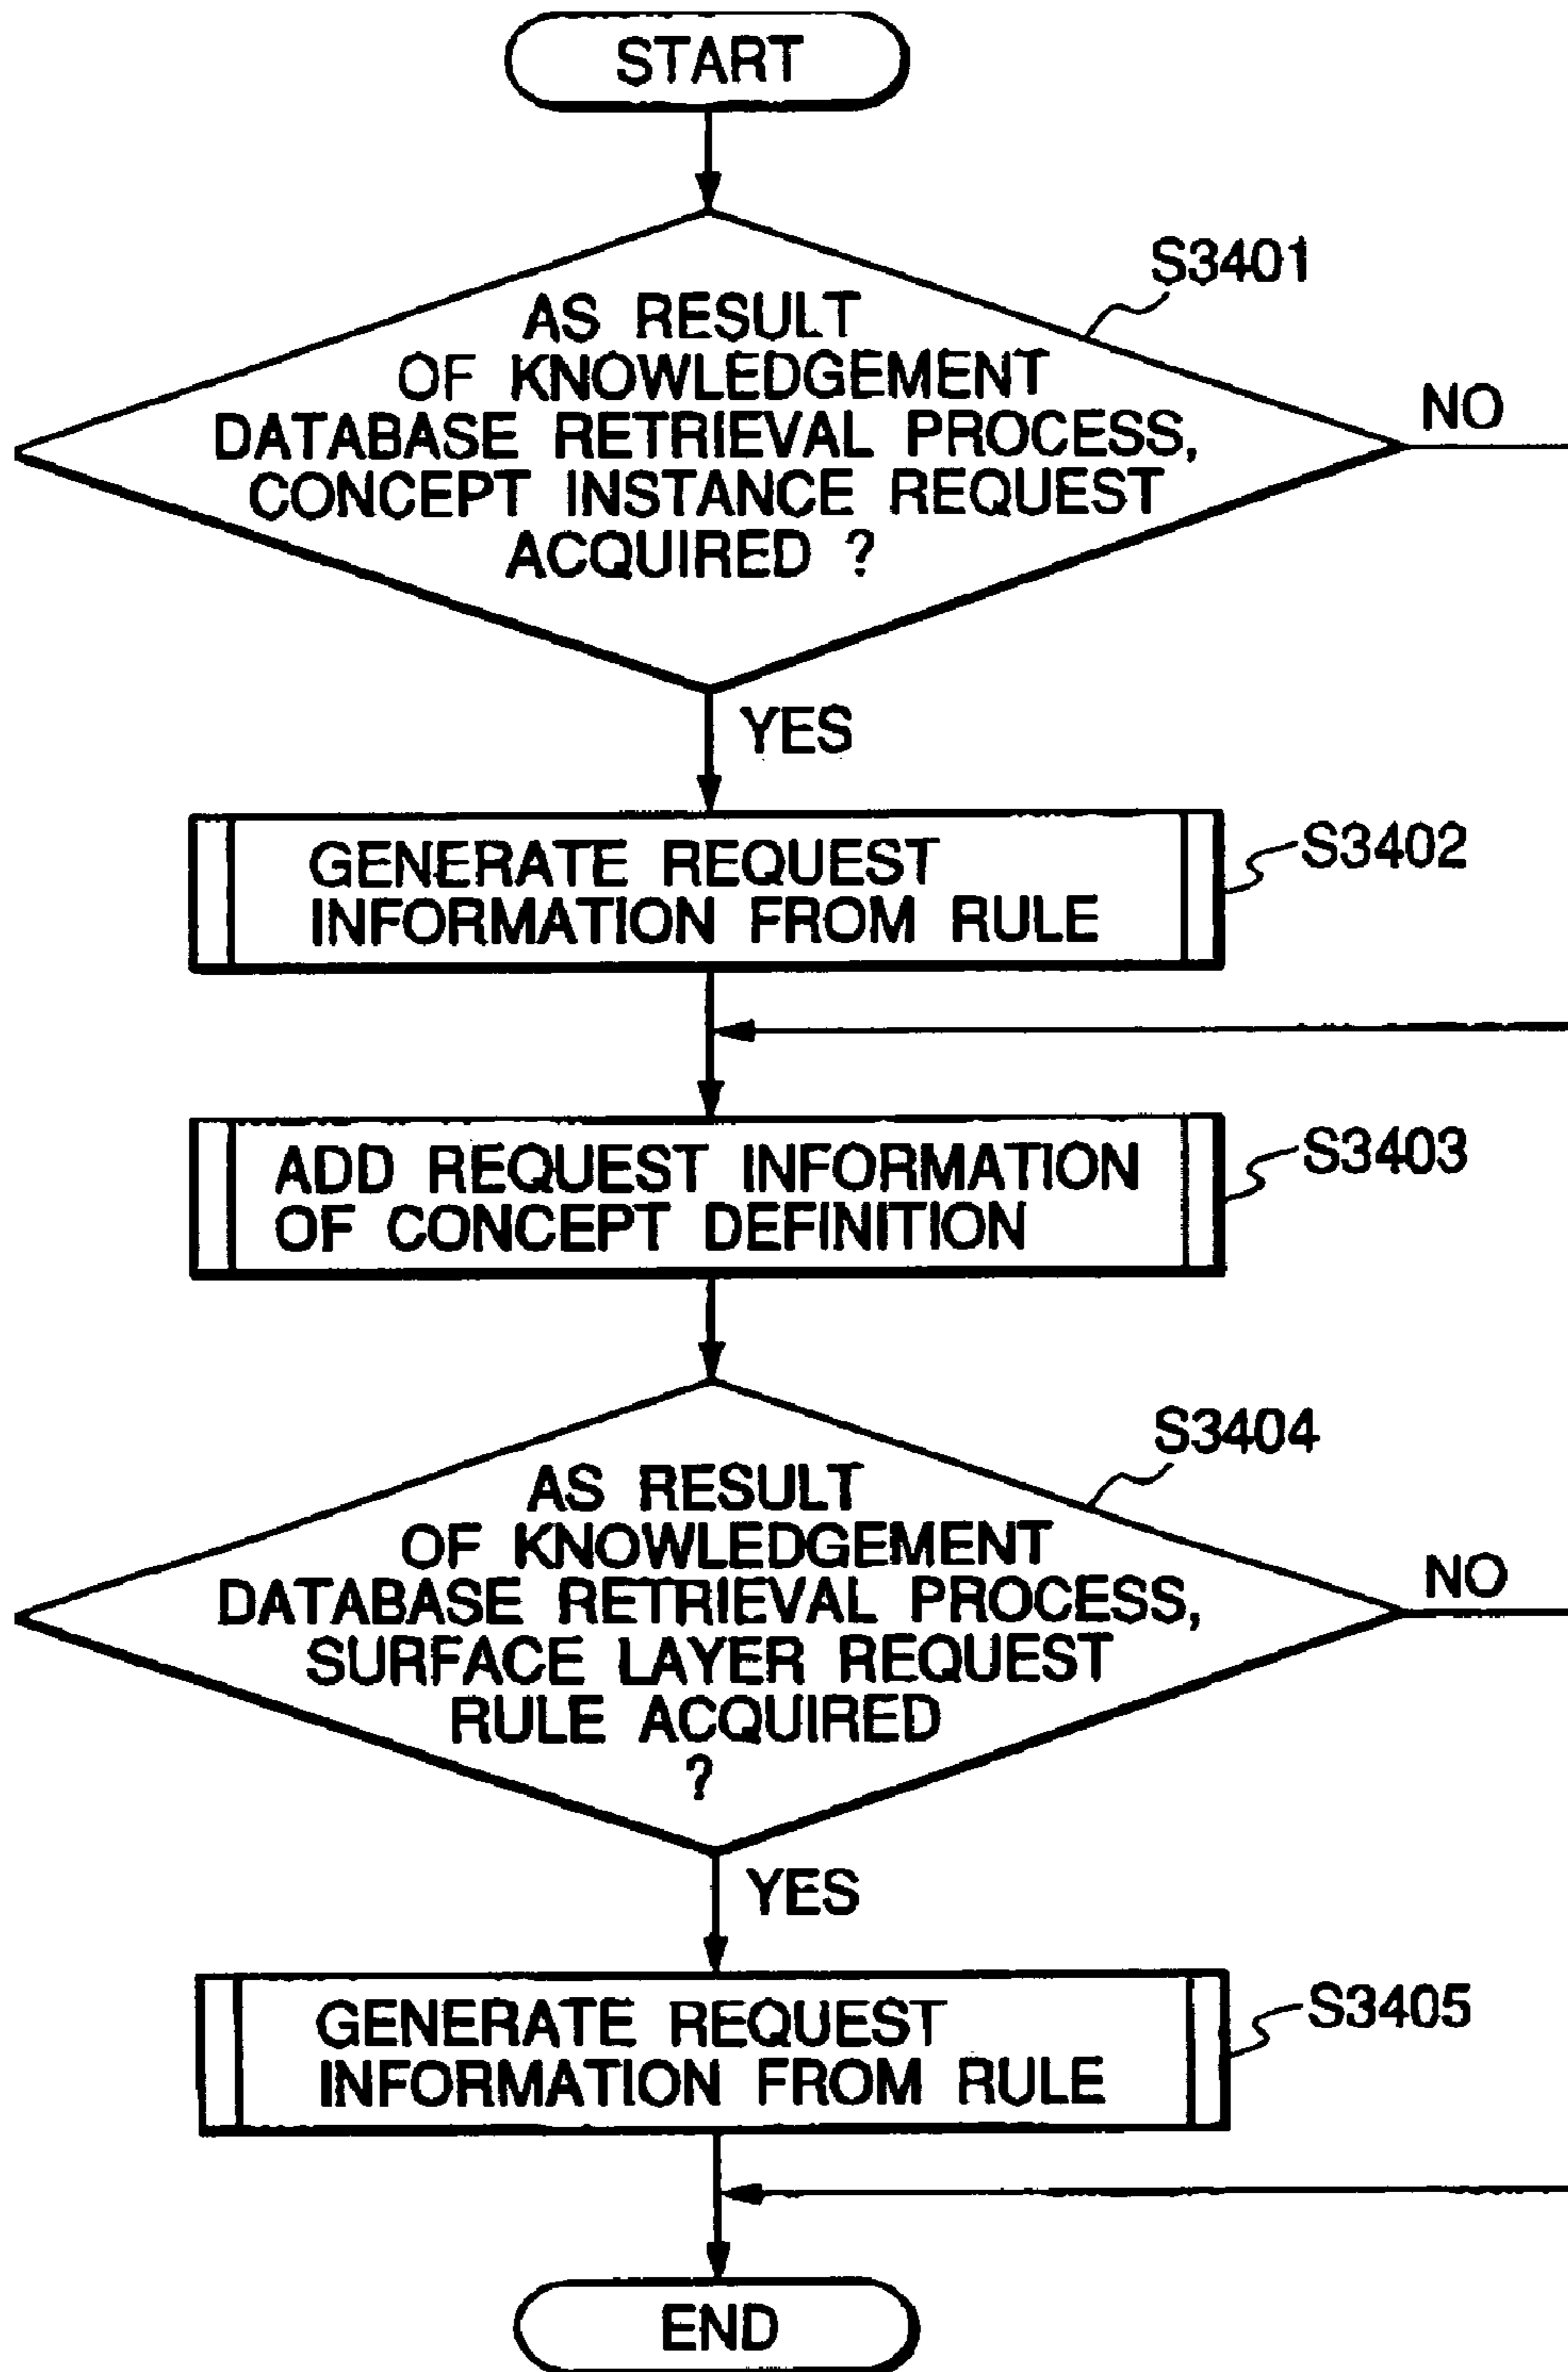 START
S3401
AS RESULT
OF KNOWLEDGEMENT
DATABASE RETRIEVAL PROCESS,
CONCEPT INSTANCE REQUEST
ACQUIRED ?
NO
YES
GENERATE REQUEST
INFORMATION FROM RULE
S3402
ADD REQUEST INFORMATION
OF CONCEPT DEFINITION
S3403
S3404
AS RESULT
OF KNOWLEDGEMENT
DATABASE RETRIEVAL PROCESS,
SURFACE LAYER REQUEST
RULE ACQUIRED
?
NO
YES
GENERATE REQUEST
INFORMATION FROM RULE
S3405
END